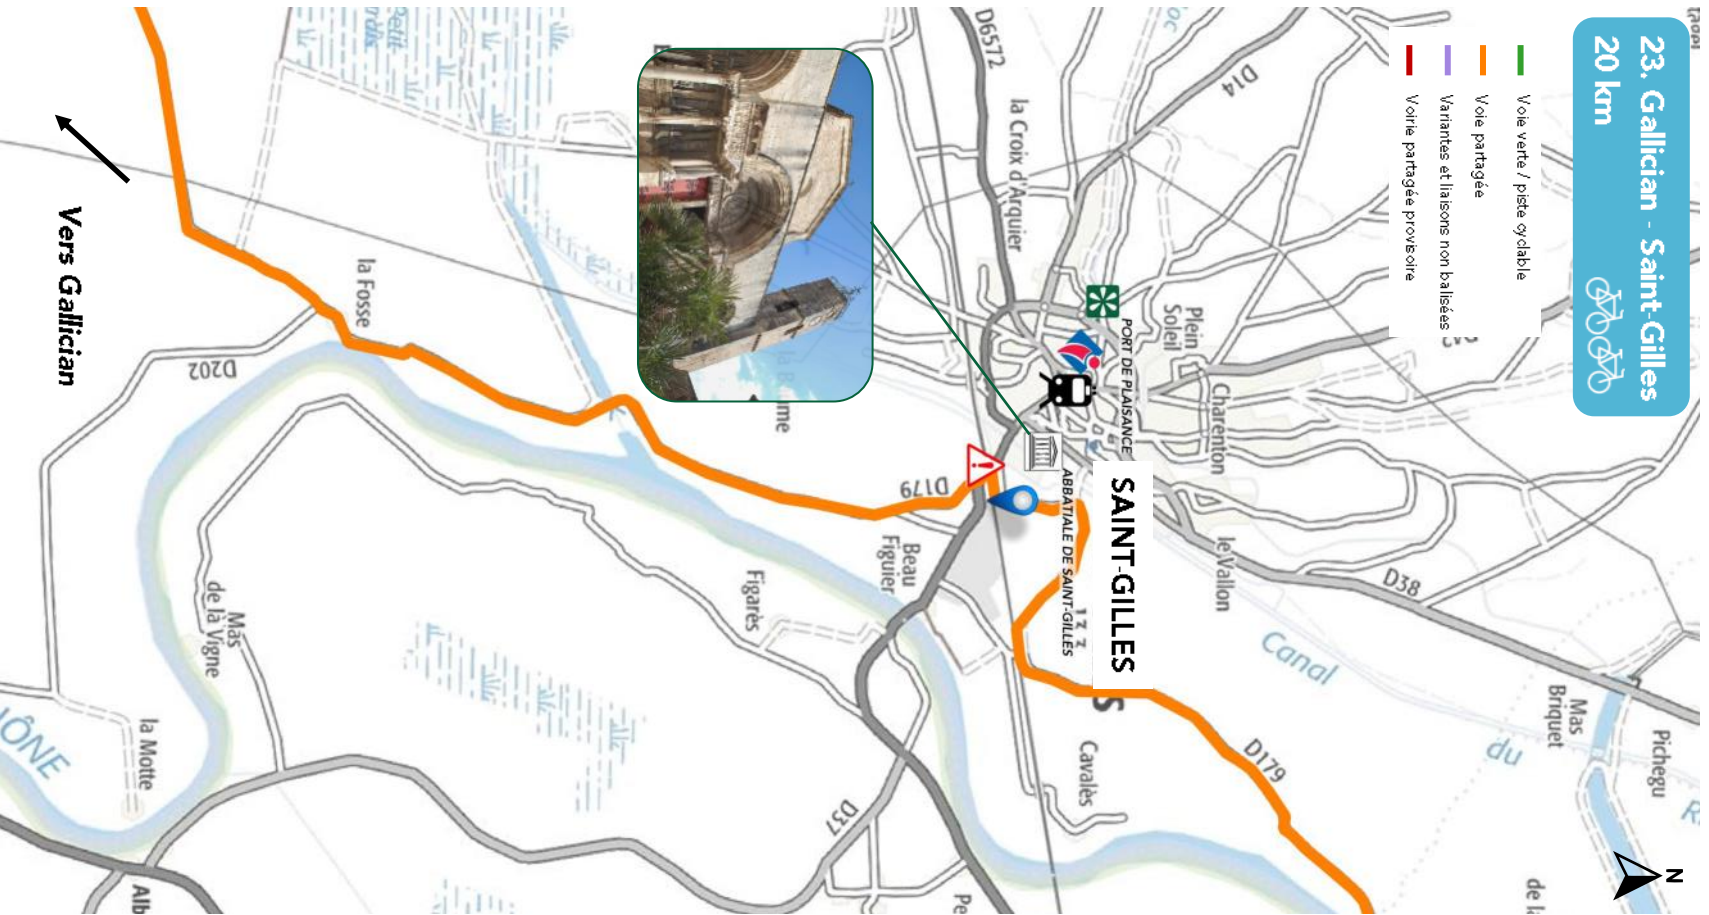 23. Gallician - Saint-Gilles
20 km
Voie verte / piste cyclable
Voie partagée
Variantes et liaisons non balisées
Voirie partagée provisoire
N
Pichegu
Mas
Briquet
du
Canal
D38
D179
le Vallon
Charenton
Plein
Soleil
D14
D6572
la Croix d'Arquier
PORT DE PLAISANCE
SAINT-GILLES
ABBATIALE DE SAINT-GILLES
S
Cavalès
Beau
Figuier
D179
Figarès
D37
Petit
la Fosse
D202
Mas
de la Vigne
la Motte
Vers Gallician